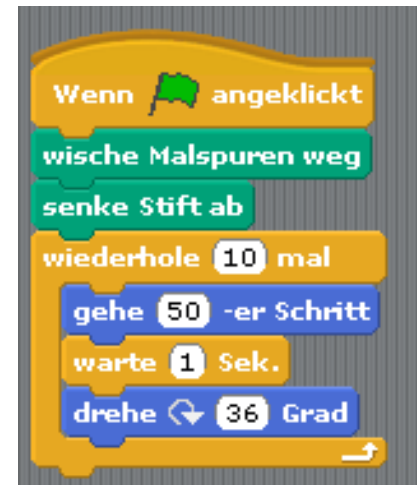 Wenn angeklickt
wische Malspuren weg
senke Stift ab
wiederhole 10 mal
gehe 50 -er Schritt
warte 1 Sek.
drehe 36 Grad